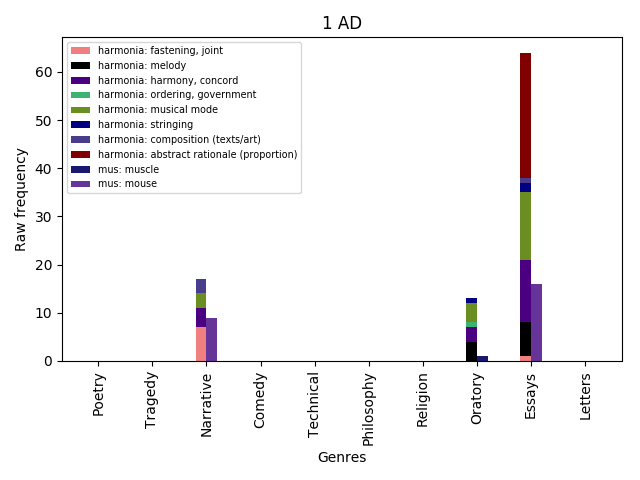 1 AD
harmonia: fastening, joint
harmonia: melody
harmonia: harmony, concord
harmonia: ordering, government
harmonia: musical mode
harmonia: stringing
harmonia: composition (texts/art)
harmonia: abstract rationale (proportion)
mus: muscle
mus: mouse
Raw frequency
60
50
40
30
20
10
0
Poetry
Tragedy
Narrative
Comedy
Technical
Philosophy
Religion
Oratory
Essays
Letters
Genres